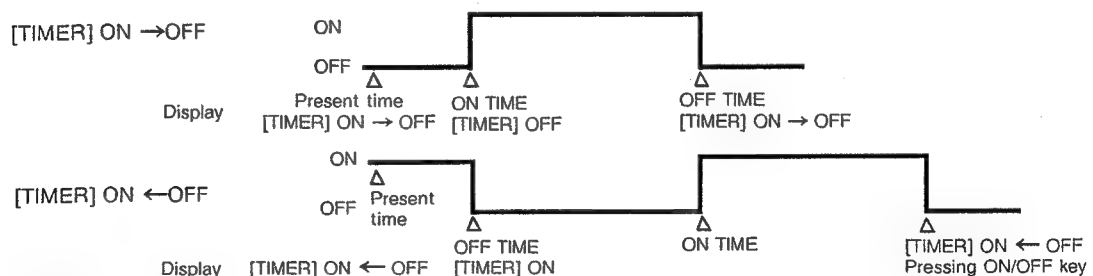 [TIMER] ON →OFF
ON
OFF
Display
Present time
[TIMER] ON → OFF
ON TIME
[TIMER] OFF
OFF TIME
[TIMER] ON → OFF
[TIMER] ON ←OFF
ON
OFF
Present
time
Display
[TIMER] ON ← OFF
OFF TIME
[TIMER] ON
ON TIME
[TIMER] ON ← OFF
Pressing ON/OFF key